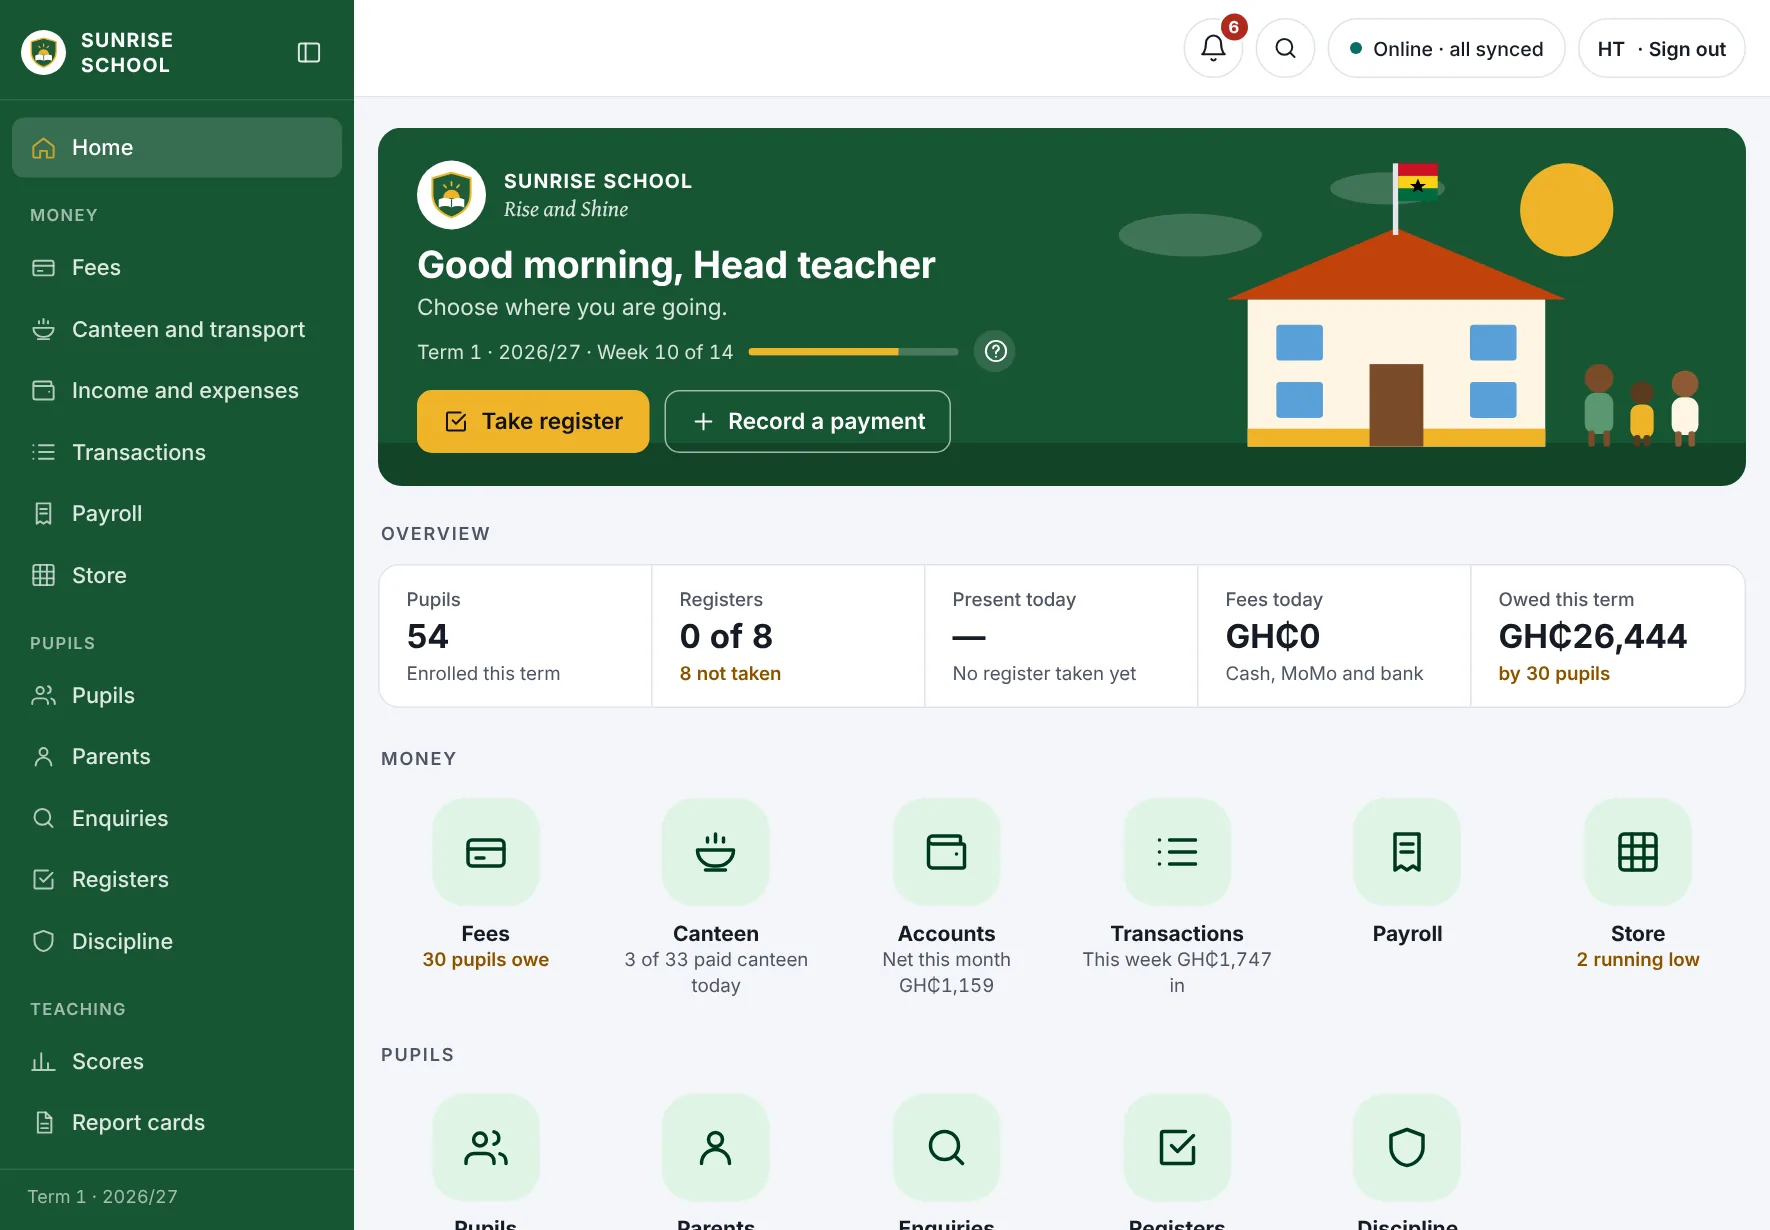 SUNRISE
SCHOOL
Home
MONEY
Fees
Canteen and transport
Income and expenses
Transactions
Payroll
Store
PUPILS
Pupils
Parents
Enquiries
Registers
Discipline
TEACHING
Scores
Report cards
Term 1 · 2026/27
6
Online · all synced
HT · Sign out
SUNRISE SCHOOL
Rise and Shine
Good morning, Head teacher
Choose where you are going.
Term 1 · 2026/27 · Week 10 of 14
Take register
Record a payment
OVERVIEW
Pupils
54
Enrolled this term
Registers
0 of 8
8 not taken
Present today
—
No register taken yet
Fees today
GH₵0
Cash, MoMo and bank
Owed this term
GH₵26,444
by 30 pupils
MONEY
Fees
30 pupils owe
Canteen
3 of 33 paid canteen
today
Accounts
Net this month
GH₵1,159
Transactions
This week GH₵1,747
in
Payroll
Store
2 running low
PUPILS
Pupils
Parents
Enquiries
Registers
Discipline